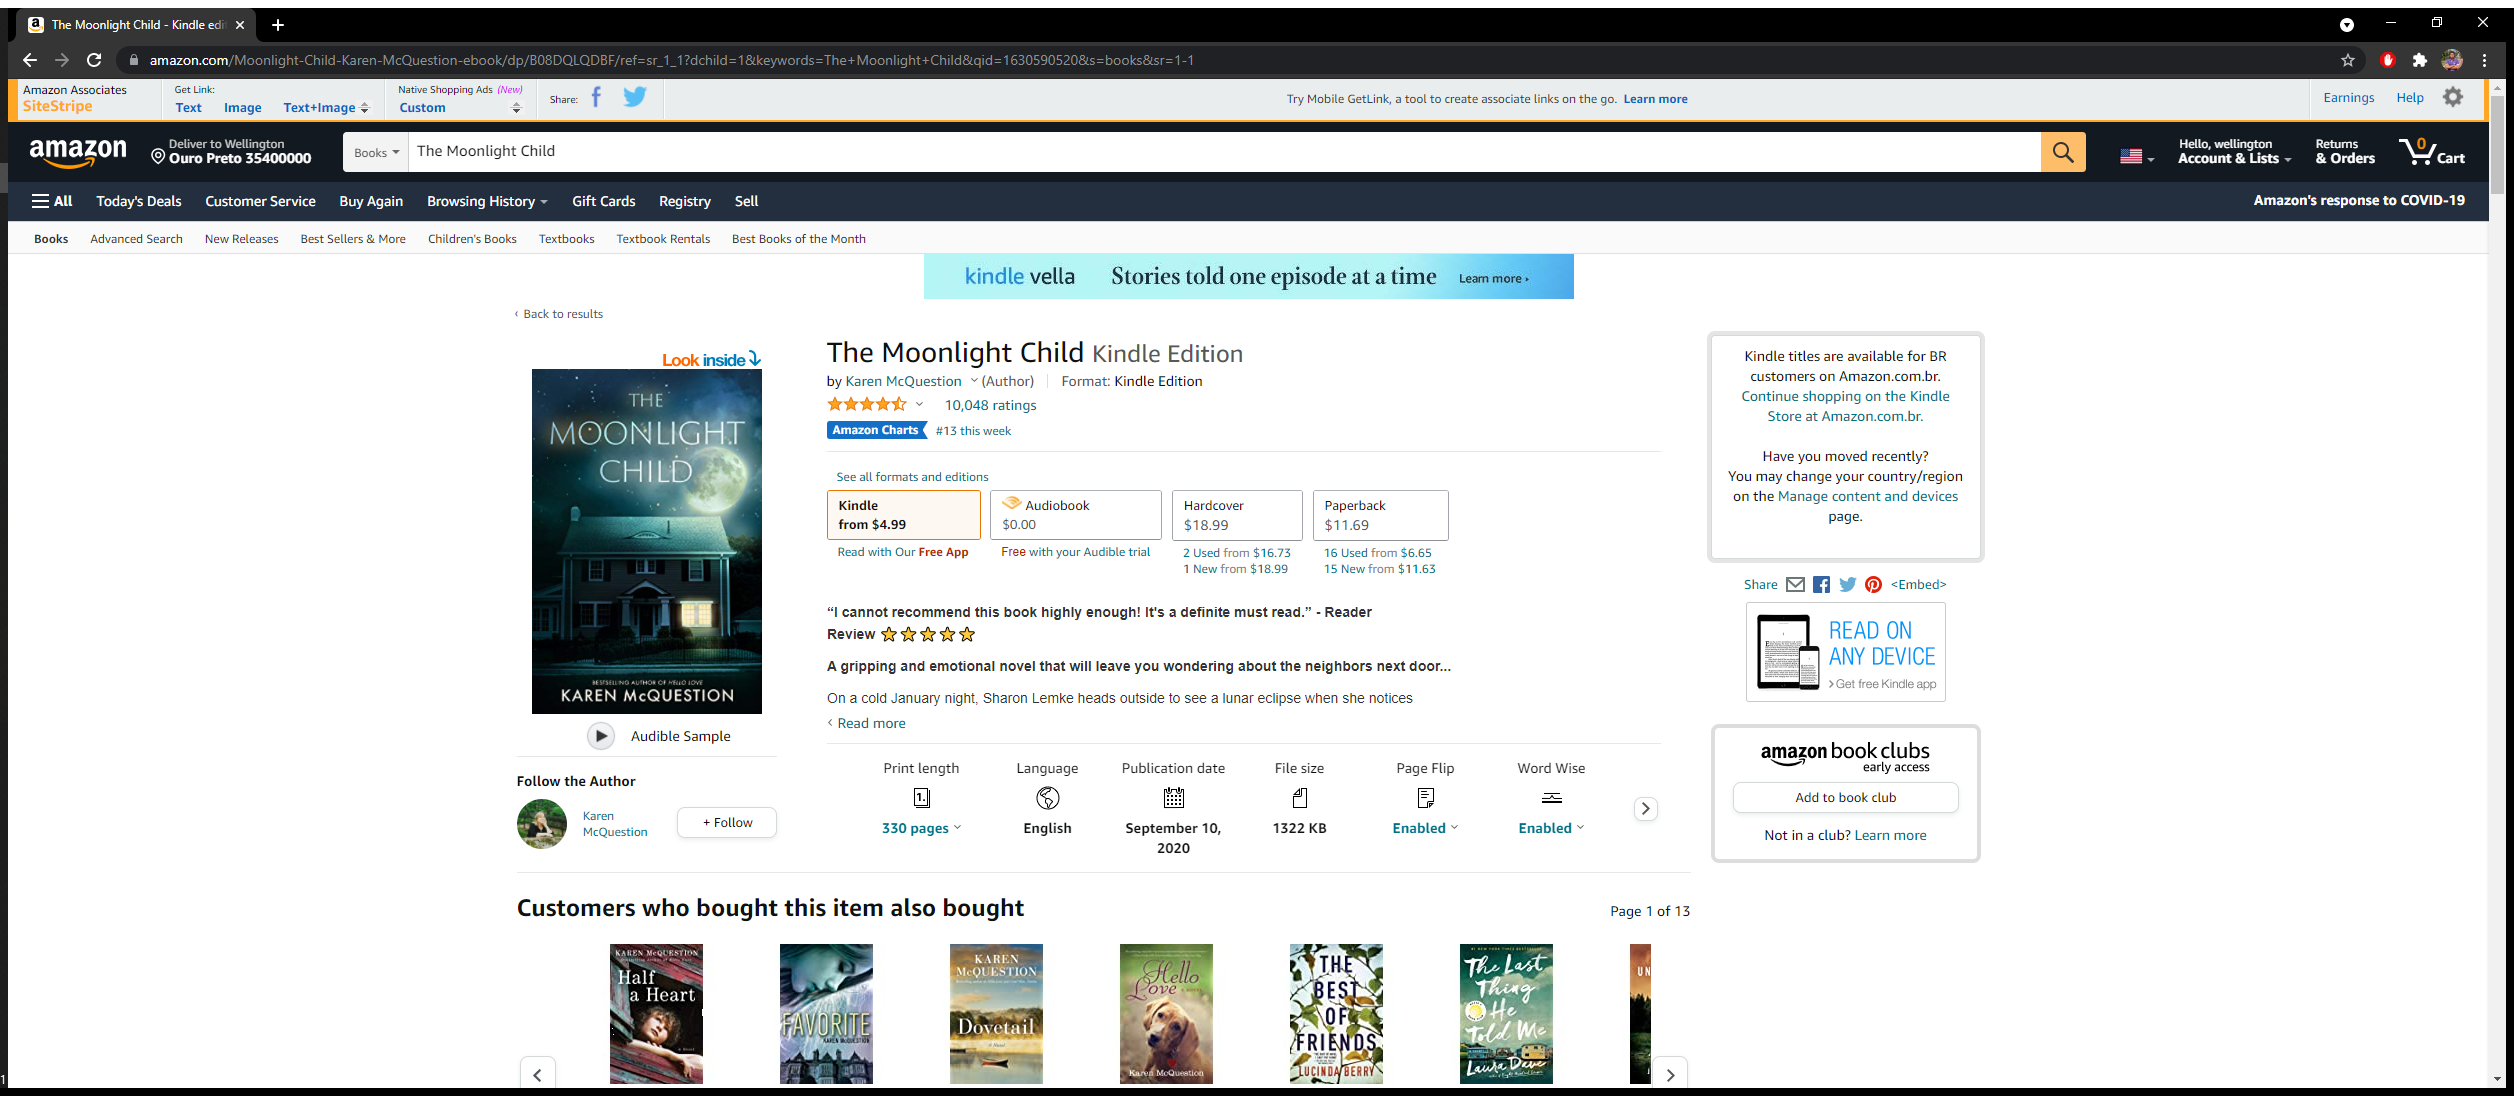 The Moonlight Child - Kindle edi
amazon.com/Moonlight-Child-Karen-McQuestion-ebook/dp/B08DQLQDBF/ref=sr_1_1?dchild=1&keywords=The+Moonlight+Child&qid=1630590520&s=books&sr=1-1
Amazon Associates
SiteStripe
Get Link:
Text Image Text+Image
Native Shopping Ads (New)
Custom
Share:
Try Mobile GetLink, a tool to create associate links on the go. Learn more
Earnings Help
amazon
Deliver to Wellington
Ouro Preto 35400000
Books
The Moonlight Child
Hello, wellington
Account & Lists
Returns
& Orders
0
Cart
All Today's Deals Customer Service Buy Again Browsing History Gift Cards Registry Sell
Amazon's response to COVID-19
Books Advanced Search New Releases Best Sellers & More Children's Books Textbooks Textbook Rentals Best Books of the Month
kindle vella Stories told one episode at a time Learn more ›
‹ Back to results
Look inside
THE
MOONLIGHT
CHILD
BESTSELLING AUTHOR OF HELLO LOVE
KAREN McQUESTION
Audible Sample
Follow the Author
Karen
McQuestion
+ Follow
The Moonlight Child Kindle Edition
by Karen McQuestion (Author) Format: Kindle Edition
10,048 ratings
Amazon Charts #13 this week
See all formats and editions
Kindle
from $4.99
Read with Our Free App
Audiobook
$0.00
Free with your Audible trial
Hardcover
$18.99
2 Used from $16.73
1 New from $18.99
Paperback
$11.69
16 Used from $6.65
15 New from $11.63
“I cannot recommend this book highly enough! It's a definite must read.” - Reader
Review
A gripping and emotional novel that will leave you wondering about the neighbors next door...
On a cold January night, Sharon Lemke heads outside to see a lunar eclipse when she notices
‹ Read more
Print length
1.
330 pages
Language
English
Publication date
September 10,
2020
File size
1322 KB
Page Flip
Enabled
Word Wise
Enabled
Kindle titles are available for BR
customers on Amazon.com.br.
Continue shopping on the Kindle
Store at Amazon.com.br.
Have you moved recently?
You may change your country/region
on the Manage content and devices
page.
Share <Embed>
READ ON
ANY DEVICE
› Get free Kindle app
amazon book clubs
early access
Add to book club
Not in a club? Learn more
Customers who bought this item also bought
Page 1 of 13
KAREN McQUESTION
Half
a Heart
FAVORITE
KAREN McQUESTION
KAREN
McQUESTION
Dovetail
Hello
Love
Karen McQuestion
THE
BEST
OF
FRIENDS
LUCINDA BERRY
The Last
Thing
He
Told Me
Laura Dave
UN
1